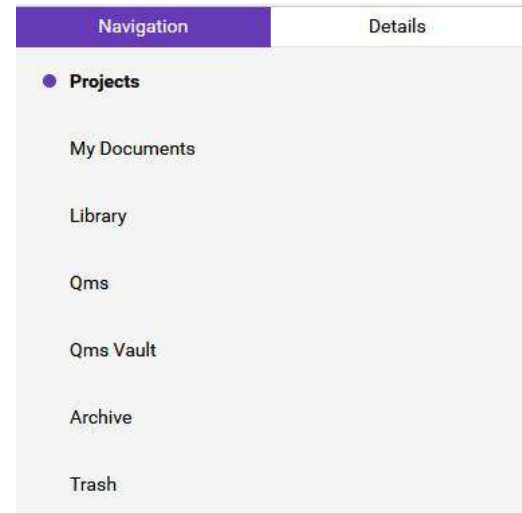 Navigation Details
Projects
My Documents
Library
Qms
Qms Vault
Archive
Trash